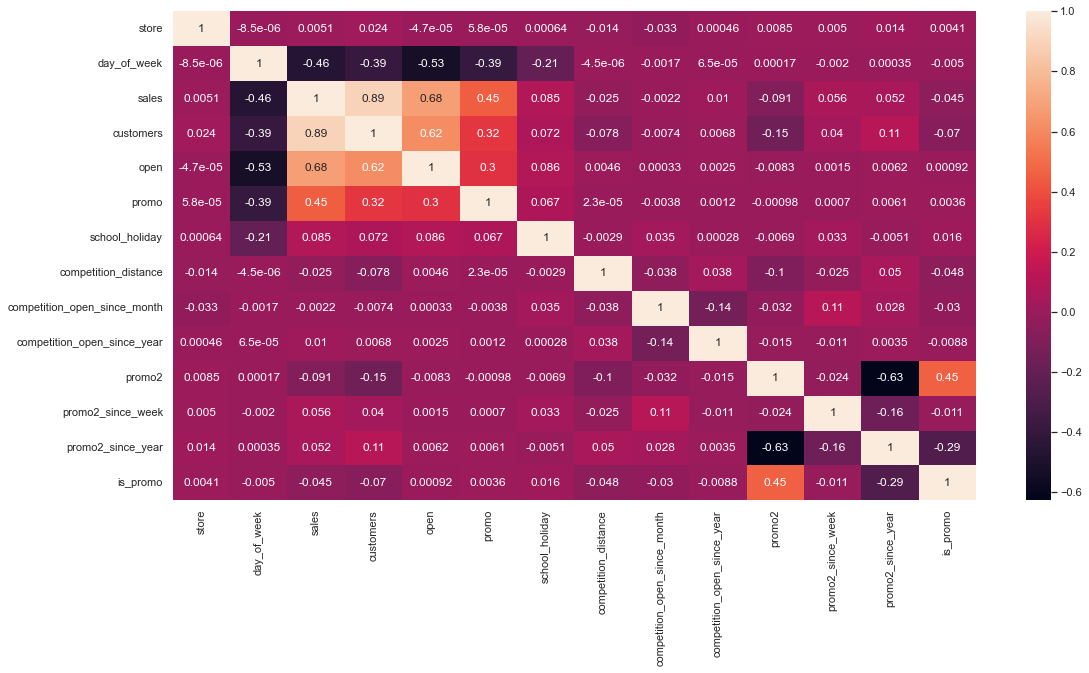 store 1 -8.5e-06 0.0051 0.024 -4.7e-05 5.8e-05 0.00064 -0.014 -0.033 0.00046 0.0085 0.005 0.014 0.0041
day_of_week -8.5e-06 1 -0.46 -0.39 -0.53 -0.39 -0.21 -4.5e-06 -0.0017 6.5e-05 0.00017 -0.002 0.00035 -0.005
sales 0.0051 -0.46 1 0.89 0.68 0.45 0.085 -0.025 -0.0022 0.01 -0.091 0.056 0.052 -0.045
customers 0.024 -0.39 0.89 1 0.62 0.32 0.072 -0.078 -0.0074 0.0068 -0.15 0.04 0.11 -0.07
open -4.7e-05 -0.53 0.68 0.62 1 0.3 0.086 0.0046 0.00033 0.0025 -0.0083 0.0015 0.0062 0.00092
promo 5.8e-05 -0.39 0.45 0.32 0.3 1 0.067 2.3e-05 -0.0038 0.0012 -0.00098 0.0007 0.0061 0.0036
school_holiday 0.00064 -0.21 0.085 0.072 0.086 0.067 1 -0.0029 0.035 0.00028 -0.0069 0.033 -0.0051 0.016
competition_distance -0.014 -4.5e-06 -0.025 -0.078 0.0046 2.3e-05 -0.0029 1 -0.038 0.038 -0.1 -0.025 0.05 -0.048
competition_open_since_month -0.033 -0.0017 -0.0022 -0.0074 0.00033 -0.0038 0.035 -0.038 1 -0.14 -0.032 0.11 0.028 -0.03
competition_open_since_year 0.00046 6.5e-05 0.01 0.0068 0.0025 0.0012 0.00028 0.038 -0.14 1 -0.015 -0.011 0.0035 -0.0088
promo2 0.0085 0.00017 -0.091 -0.15 -0.0083 -0.00098 -0.0069 -0.1 -0.032 -0.015 1 -0.024 -0.63 0.45
promo2_since_week 0.005 -0.002 0.056 0.04 0.0015 0.0007 0.033 -0.025 0.11 -0.011 -0.024 1 -0.16 -0.011
promo2_since_year 0.014 0.00035 0.052 0.11 0.0062 0.0061 -0.0051 0.05 0.028 0.0035 -0.63 -0.16 1 -0.29
is_promo 0.0041 -0.005 -0.045 -0.07 0.00092 0.0036 0.016 -0.048 -0.03 -0.0088 0.45 -0.011 -0.29 1
store
day_of_week
sales
customers
open
promo
school_holiday
competition_distance
competition_open_since_month
competition_open_since_year
promo2
promo2_since_week
promo2_since_year
is_promo
1.0
0.8
0.6
0.4
0.2
0.0
−0.2
−0.4
−0.6